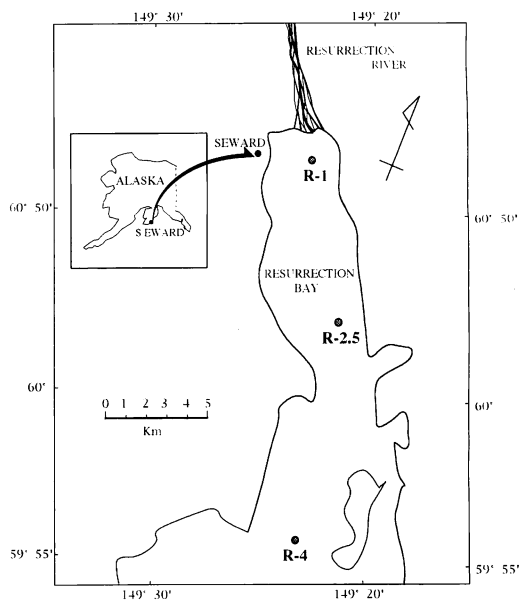 149° 30'
149° 20'
RESURRECTION
RIVER
SEWARD
R-1
ALASKA
SEWARD
60° 50'
60° 50'
RESURRECTION
BAY
R-2.5
60°
60°
0 1 2 3 4 5
Km
R-4
59° 55'
59° 55'
149° 30'
149° 20'